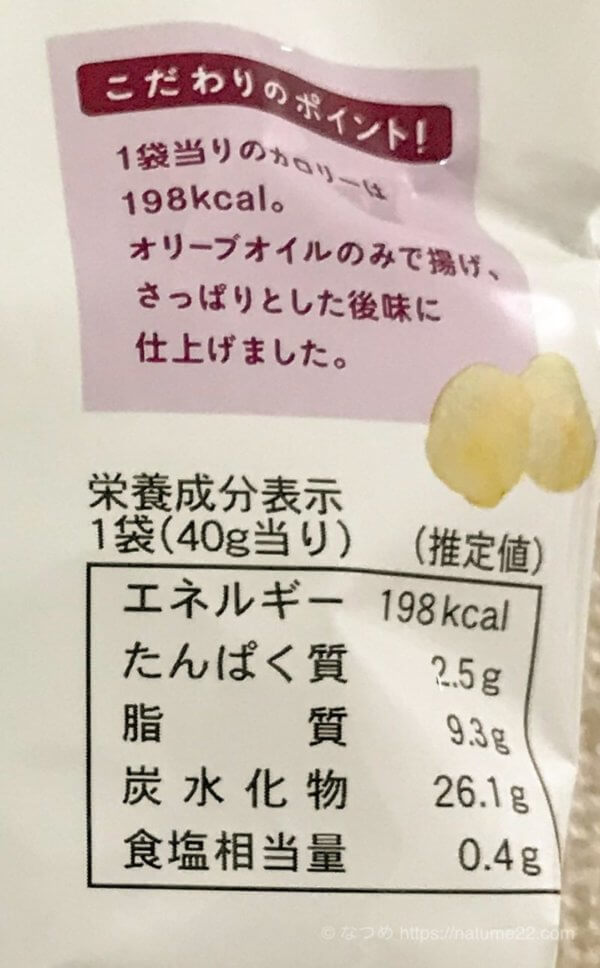 こだわりのポイント!
1袋当りのカロリーは
198kcal。
オリーブオイルのみで揚げ、
さっぱりとした後味に
仕上げました。
栄養成分表示
1袋(40g当り) (推定値)
エネルギー 198kcal
たんぱく質 2.5g
脂質 9.3g
炭水化物 26.1g
食塩相当量 0.4g
© なつめ https://natume22.com